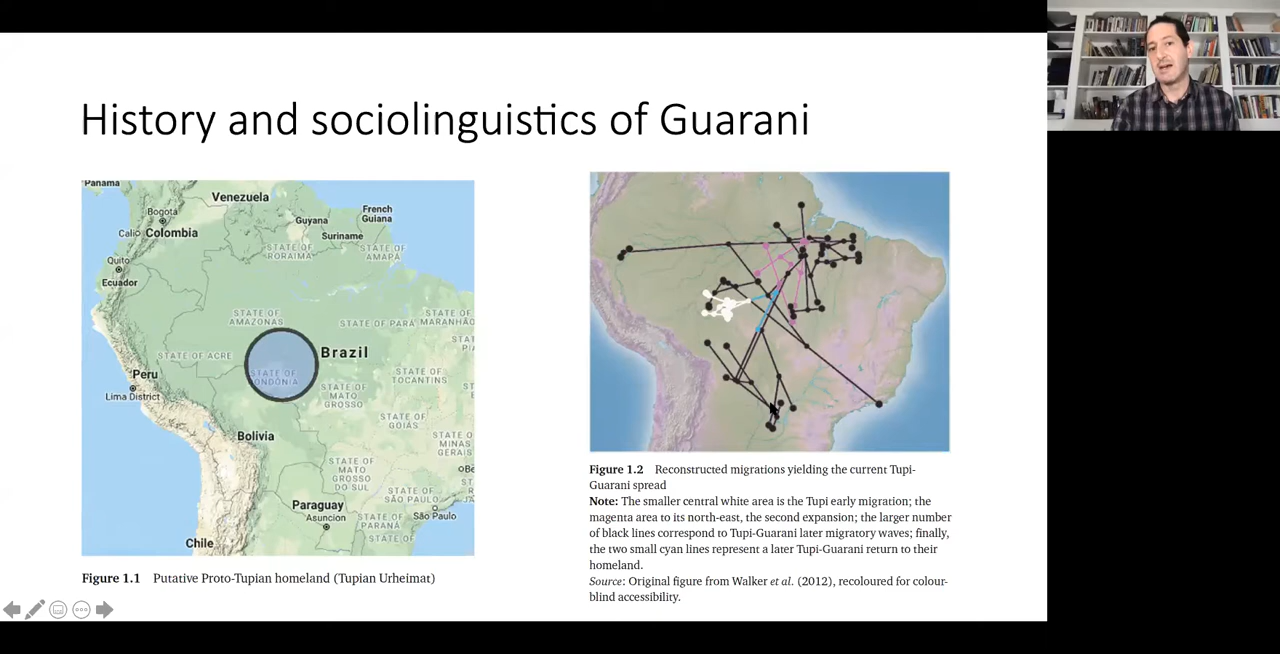 History and sociolinguistics of Guarani
Panama
Venezuela
Bogotá
Guyana
French
Guiana
Calio
Colombia
Suriname
STATE OF
RORAIMA
STATE OF
AMAPÁ
Quito
Ecuador
STATE OF
AMAZONAS
STATE OF PARÁ
MARANHÃO
STATE OF ACRE
Brazil
STATE OF
RONDÔNIA
Peru
STATE OF
TOCANTINS
Lima District
STATE OF
MATO
GROSSO
Bolivia
STATE OF
GOIÁS
STATE O
MINAS
GERAIS
STATE OF
MATO
GROSSO
DO SUL
Paraguay
Asuncion
STATE OF
SÃO PAULO
São Paulo
STATE OF
PARANÁ
STATE OF
Chile
Figure 1.1 Putative Proto-Tupian homeland (Tupian Urheimat)
Figure 1.2 Reconstructed migrations yielding the current Tupi-
Guarani spread
Note: The smaller central white area is the Tupi early migration; the
magenta area to its north-east, the second expansion; the larger number
of black lines correspond to Tupi-Guarani later migratory waves; finally,
the two small cyan lines represent a later Tupi-Guarani return to their
homeland.
Source: Original figure from Walker et al. (2012), recoloured for colour-
blind accessibility.